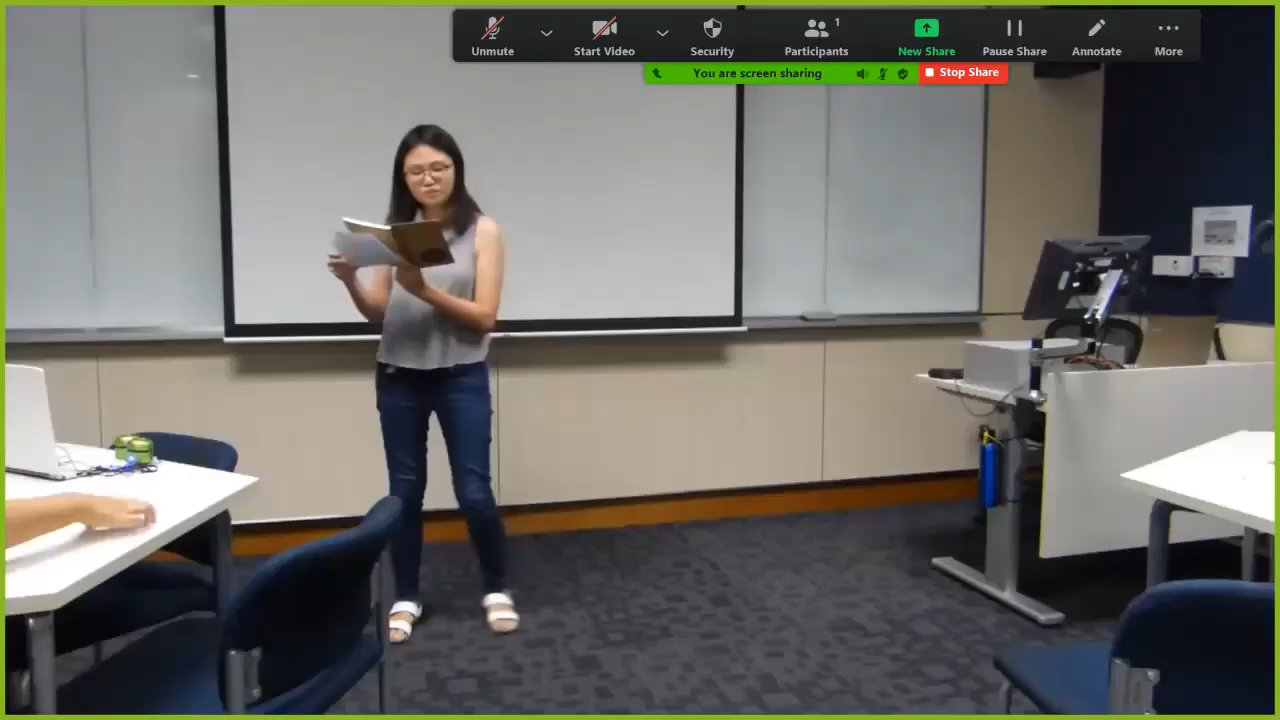 Unmute
Start Video
Security
Participants
1
New Share
Pause Share
Annotate
More
You are screen sharing
Stop Share